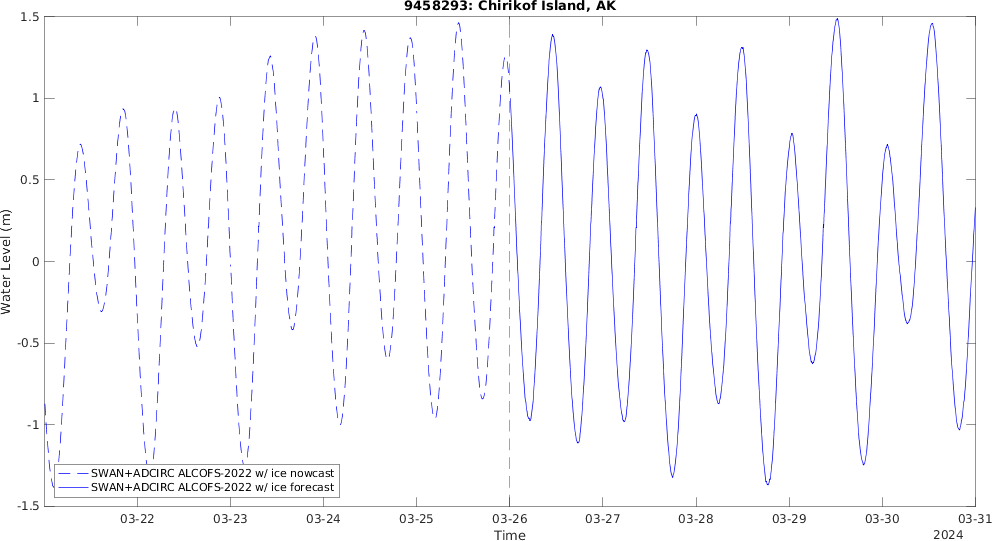 9458293: Chirikof Island, AK
1.5
1
0.5
0
-0.5
-1
-1.5
Water Level (m)
SWAN+ADCIRC ALCOFS-2022 w/ ice nowcast
SWAN+ADCIRC ALCOFS-2022 w/ ice forecast
03-22 03-23 03-24 03-25 03-26 03-27 03-28 03-29 03-30 03-31
Time
2024